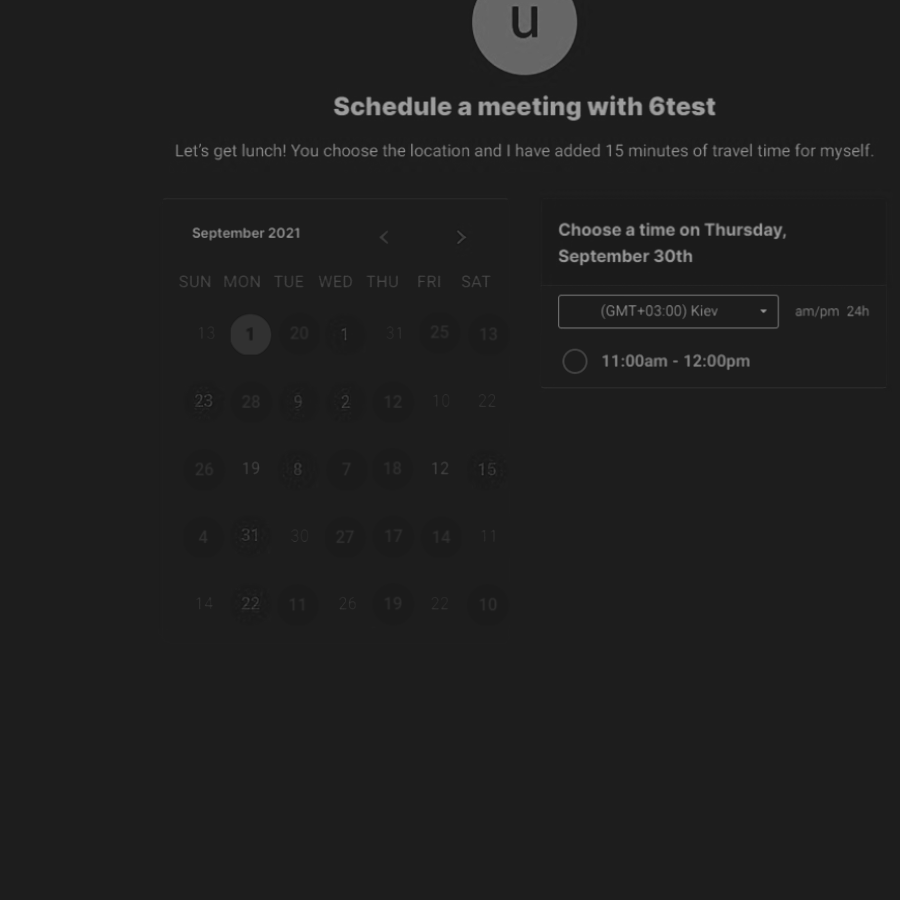 u
Schedule a meeting with 6test
Let's get lunch! You choose the location and I have added 15 minutes of travel time for myself.
September 2021
SUN MON TUE WED THU FRI SAT
13 1 20 1 31 25 13
23 28 9 2 12 10 22
26 19 8 7 18 12 15
4 31 30 27 17 14 11
14 22 11 26 19 22 10
Choose a time on Thursday,
September 30th
(GMT+03:00) Kiev
am/pm 24h
11:00am - 12:00pm